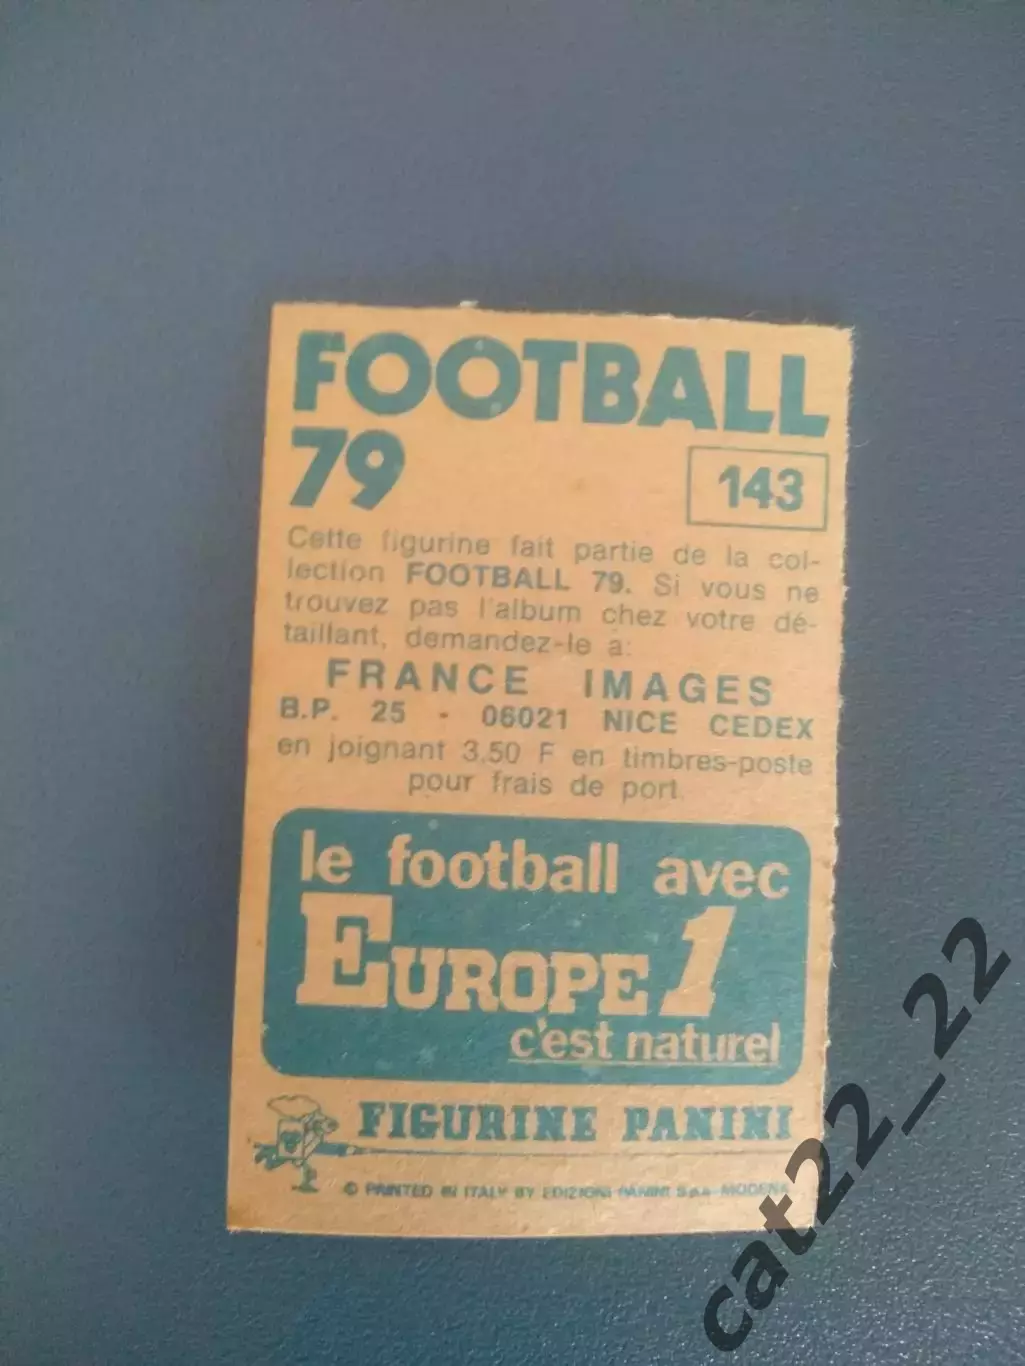 FOOTBALL
79
143
Cette figurine fait partie de la col-
lection FOOTBALL 79. Si vous ne
trouvez pas l'album chez votre dé-
taillant, demandez-le à:
FRANCE IMAGES
B.P. 25 - 06021 NICE CEDEX
en joignant 3,50 F en timbres-poste
pour frais de port.
le football avec
EUROPE 1
c'est naturel
FIGURINE PANINI
© PRINTED IN ITALY BY EDIZIONI PANINI S.p.A. - MODENA
cat22_22